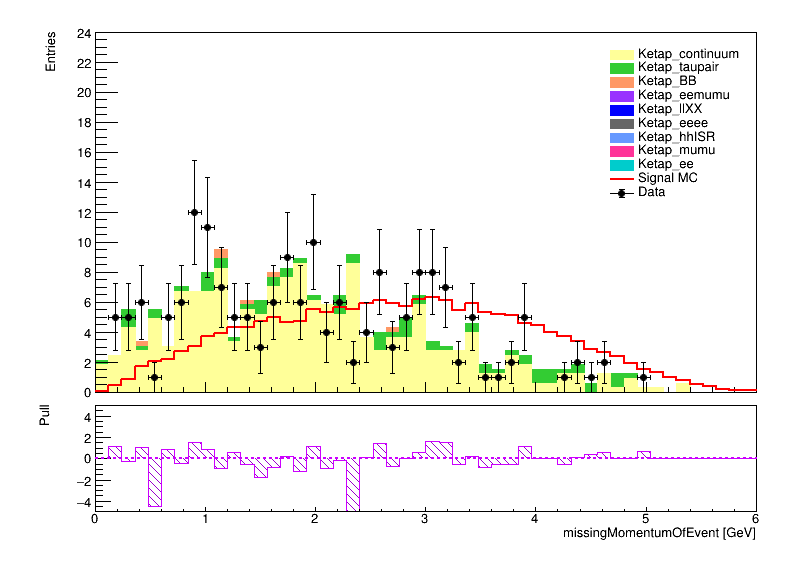 Entries
24
22
20
18
16
14
12
10
8
6
4
2
0
Ketap_continuum
Ketap_taupair
Ketap_BB
Ketap_eemumu
Ketap_llXX
Ketap_eeee
Ketap_hhISR
Ketap_mumu
Ketap_ee
Signal MC
Data
Pull
4
2
0
−2
−4
0 1 2 3 4 5 6
missingMomentumOfEvent [GeV]